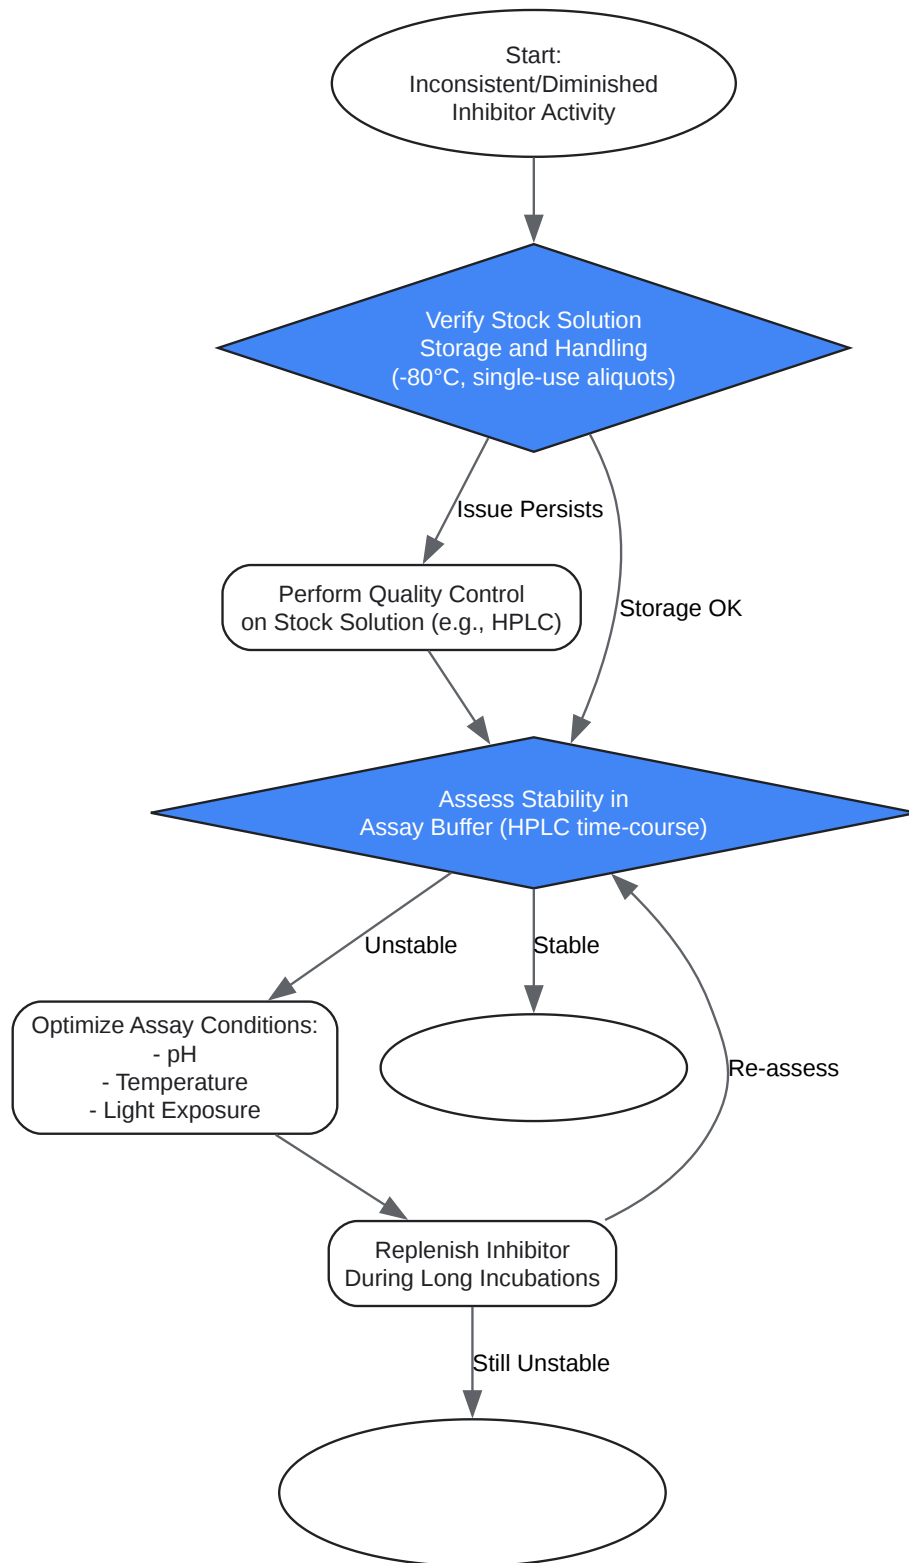 Start:
Inconsistent/Diminished
Inhibitor Activity
Verify Stock Solution
Storage and Handling
(-80°C, single-use aliquots)
Issue Persists
Perform Quality Control
on Stock Solution (e.g., HPLC)
Storage OK
Assess Stability in
Assay Buffer (HPLC time-course)
Unstable
Stable
Optimize Assay Conditions:
- pH
- Temperature
- Light Exposure
Re-assess
Replenish Inhibitor
During Long Incubations
Still Unstable